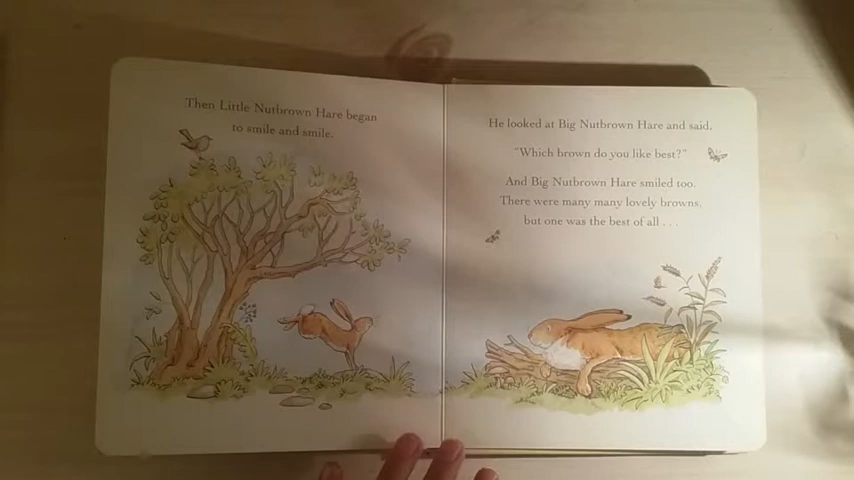 Then Little Nutbrown Hare began
to smile and smile.
He looked at Big Nutbrown Hare and said,
"Which brown do you like best?"
And Big Nutbrown Hare smiled too.
There were many many lovely browns,
but one was the best of all . . .